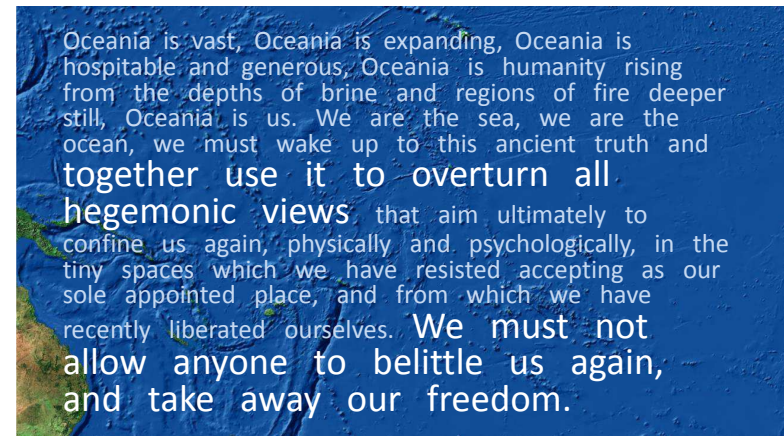 Oceania is vast, Oceania is expanding, Oceania is
hospitable and generous, Oceania is humanity rising
from the depths of brine and regions of fire deeper
still, Oceania is us. We are the sea, we are the
ocean, we must wake up to this ancient truth and
together use it to overturn all
hegemonic views that aim ultimately to
confine us again, physically and psychologically, in the
tiny spaces which we have resisted accepting as our
sole appointed place, and from which we have
recently liberated ourselves. We must not
allow anyone to belittle us again,
and take away our freedom.